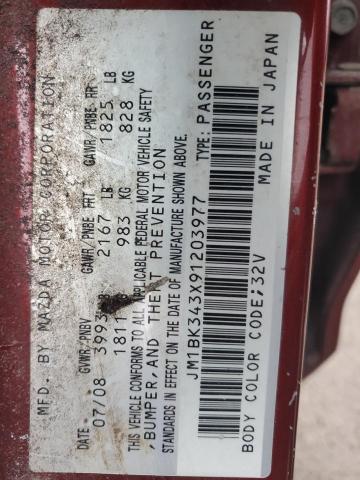 MFD. BY MAZDA MOTOR CORPORATION
DATE GVWR/PNBV GAWR/PNBE FRT GAWR/PNBE RR
07/08 3993 2167 LB 1825 LB
181 983 KG 828 KG
THIS VEHICLE CONFORMS TO ALL APPLICABLE FEDERAL MOTOR VEHICLE SAFETY
,BUMPER, AND THEFT PREVENTION
STANDARDS IN EFFECT ON THE DATE OF MANUFACTURE SHOWN ABOVE.
JM1BK343X91203977 TYPE: PASSENGER
BODY COLOR CODE;32V MADE IN JAPAN